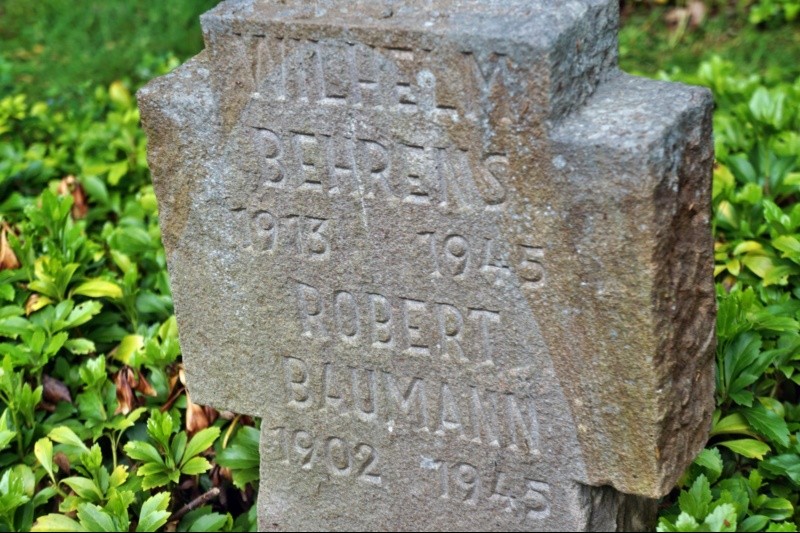 WILHELM
BEHRENS
1913 1945
ROBERT
BAUMANN
1902 1945